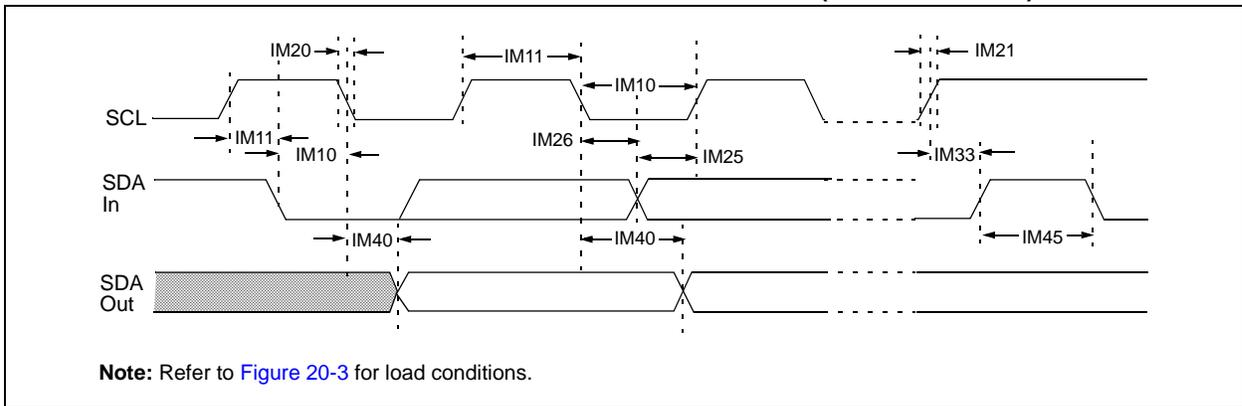 IM20
IM11
IM21
IM10
SCL
IM11
IM26
IM10
IM25
IM33
SDA
In
IM40
IM40
IM45
SDA
Out
Note: Refer to Figure 20-3 for load conditions.